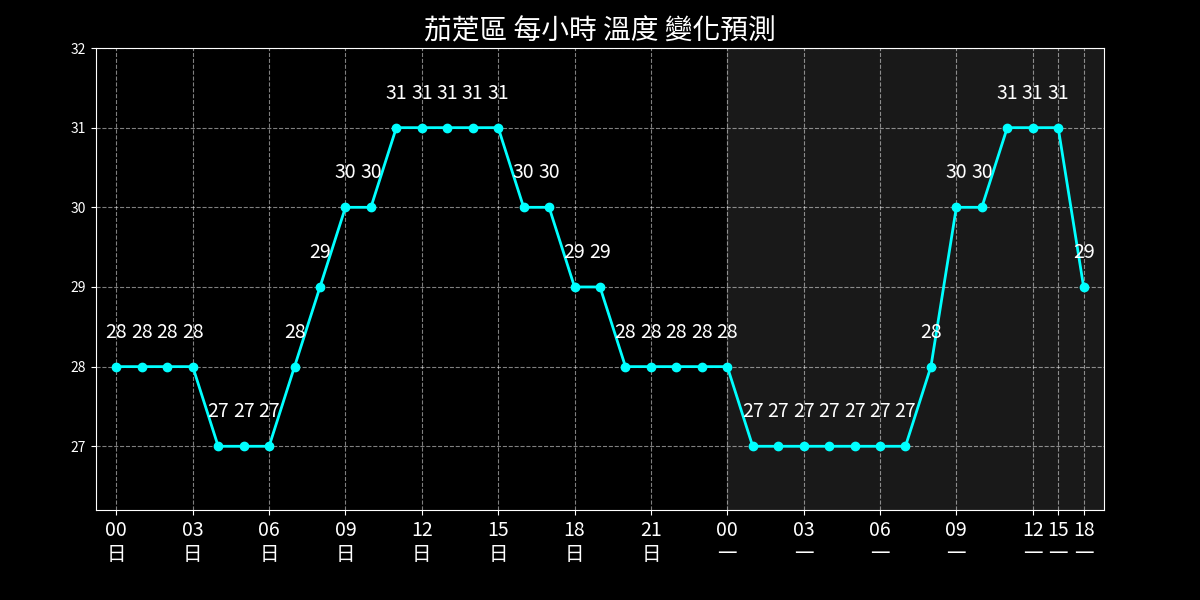 茄萣區 每小時 溫度 變化預測
32
31 31 31 31 31 31 31 31
31
30 30 30 30 30 30
30
29 29 29 29
29
28 28 28 28 28 28 28 28 28 28 28
28
27 27 27 27 27 27 27 27 27 27
27
00 03 06 09 12 15 18 21 00 03 06 09 12 15 18
日 日 日 日 日 日 日 日 一 一 一 一 一 一 一